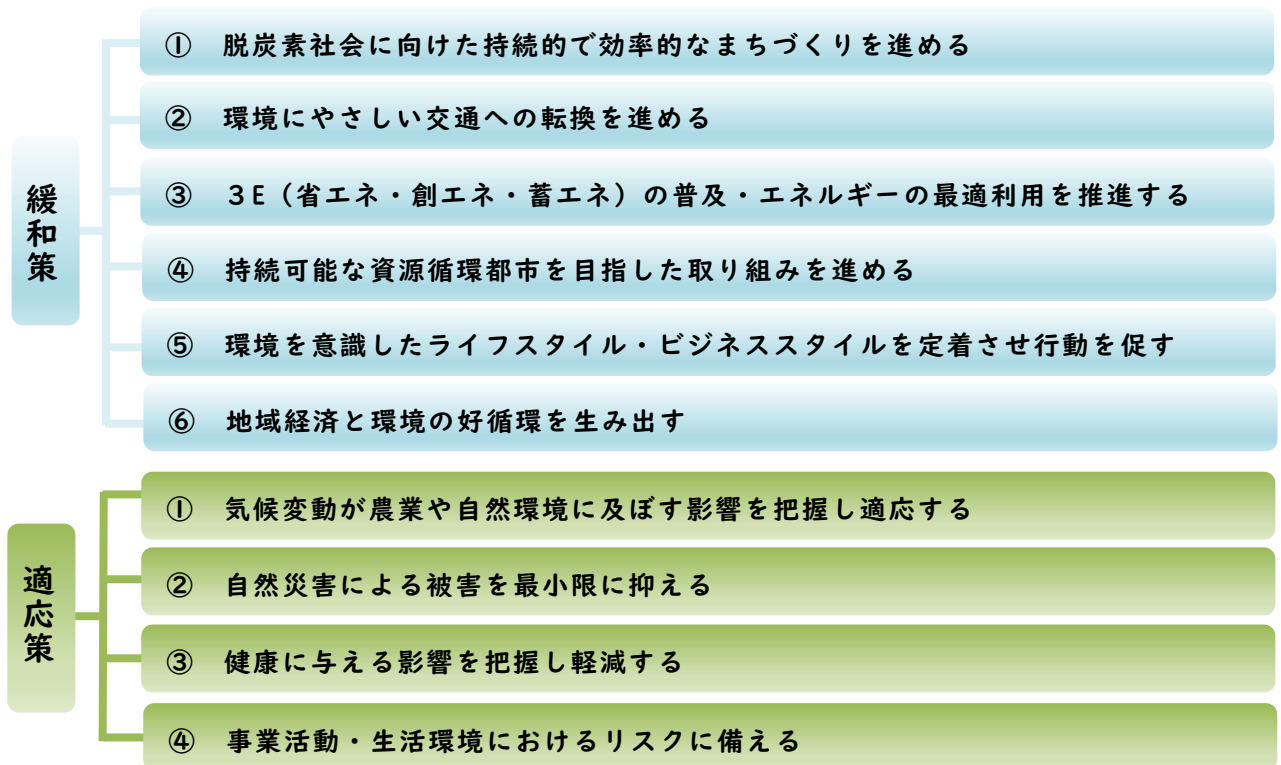 緩和策
① 脱炭素社会に向けた持続的で効率的なまちづくりを進める
② 環境にやさしい交通への転換を進める
③ 3E（省エネ・創エネ・蓄エネ）の普及・エネルギーの最適利用を推進する
④ 持続可能な資源循環都市を目指した取り組みを進める
⑤ 環境を意識したライフスタイル・ビジネススタイルを定着させ行動を促す
⑥ 地域経済と環境の好循環を生み出す
適応策
① 気候変動が農業や自然環境に及ぼす影響を把握し適応する
② 自然災害による被害を最小限に抑える
③ 健康に与える影響を把握し軽減する
④ 事業活動・生活環境におけるリスクに備える